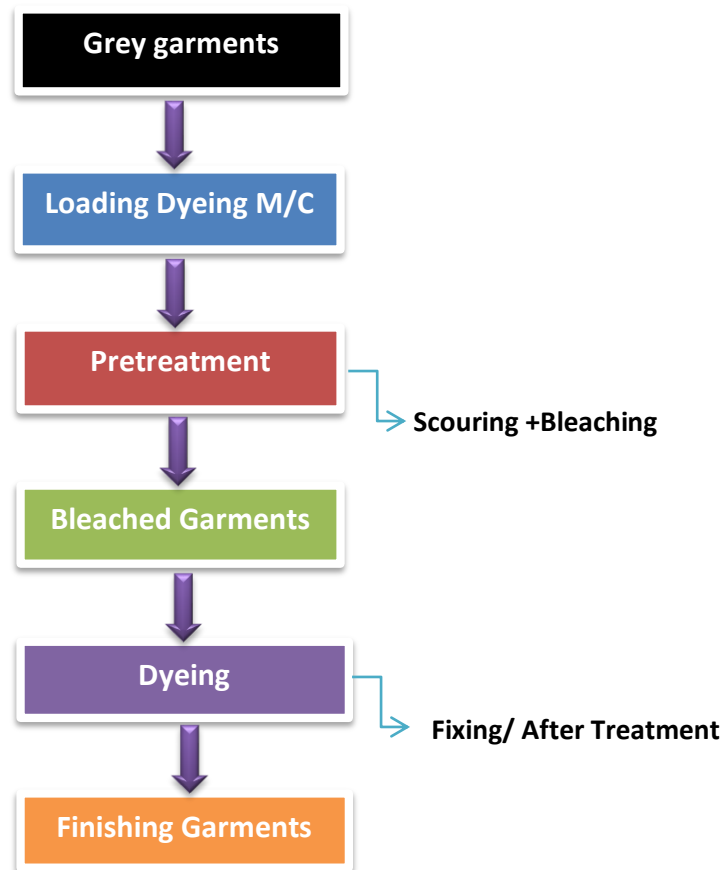 Grey garments
Loading Dyeing M/C
Pretreatment
Scouring +Bleaching
Bleached Garments
Dyeing
Fixing/ After Treatment
Finishing Garments